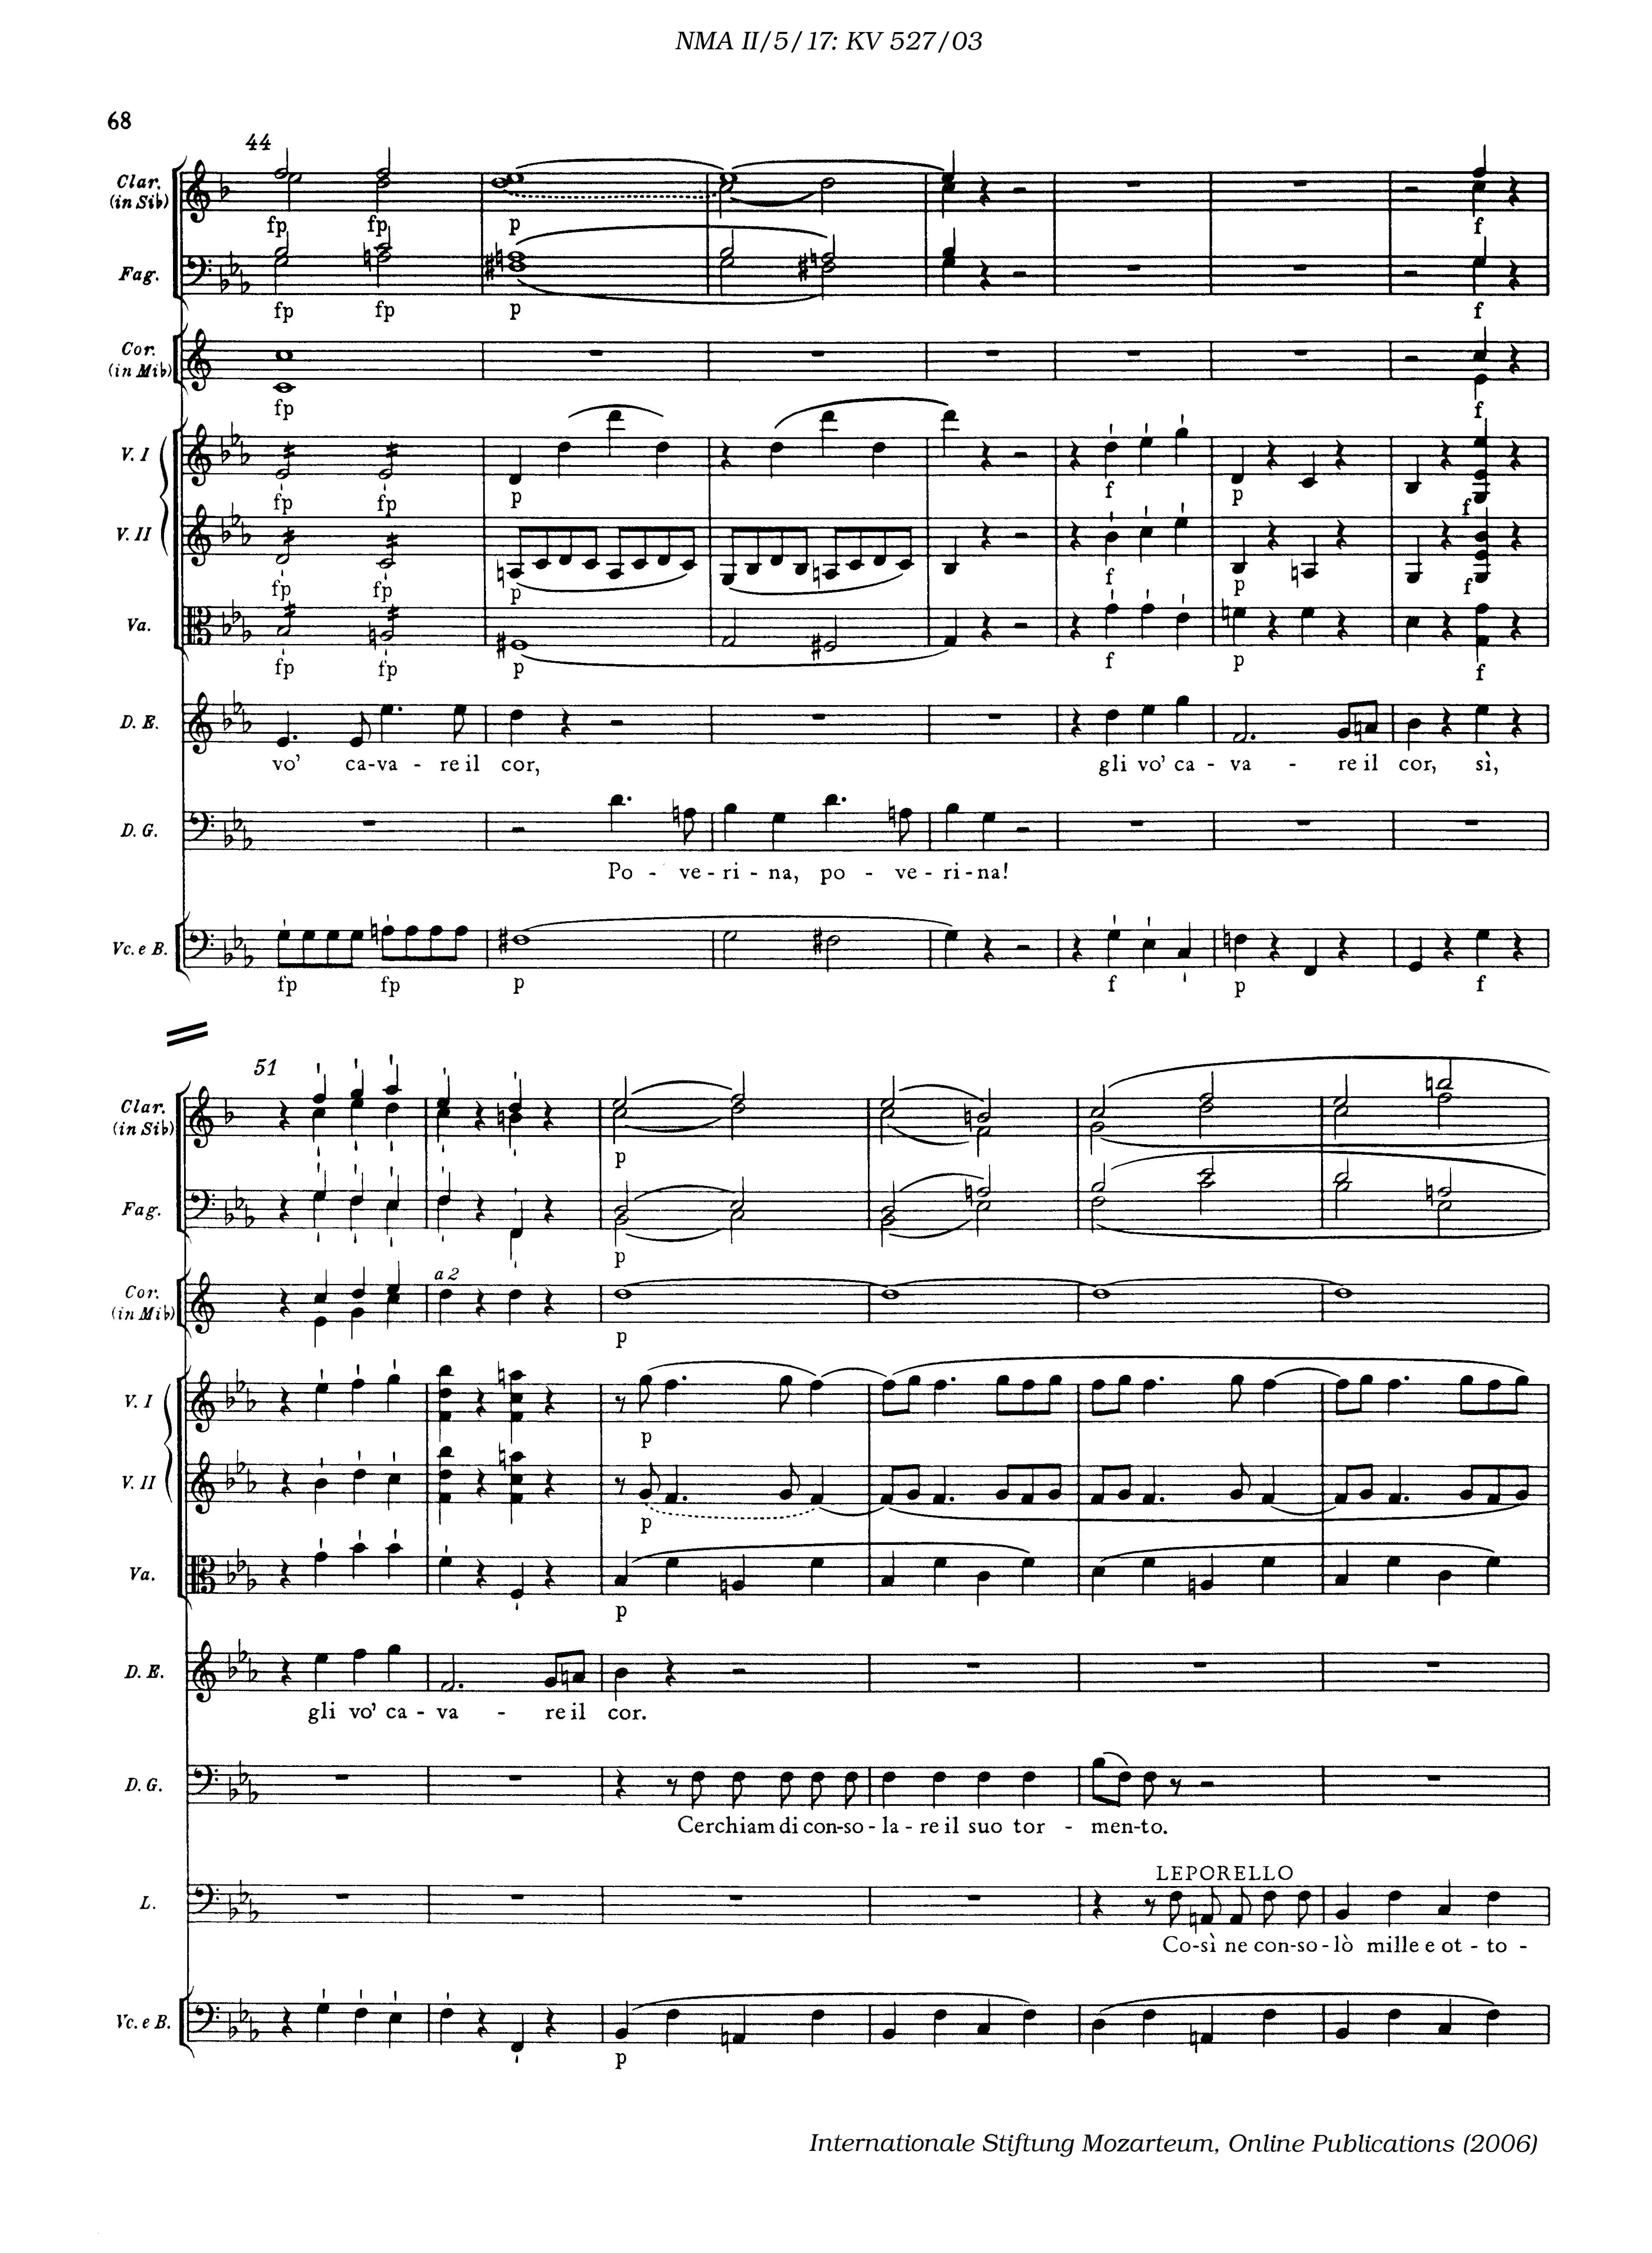 NMA II/5/17: KV 527/03
68
44
Clar.
(in Sib)
fp fp p f
Fag.
fp fp p f
Cor.
(in Mib)
fp f
V. I
fp fp p f p f
V. II
fp fp p f p f
Va.
fp fp p f p f
D. E.
vo' ca-va - re il cor, gli vo' ca - va - re il cor, sì,
D. G.
Po - ve - ri - na, po - ve - ri - na!
Vc. e B.
fp fp p f p f
51
Clar.
(in Sib)
p
Fag.
p
a 2
Cor.
(in Mib)
p
V. I
p
V. II
p
Va.
p
D. E.
gli vo' ca - va - re il cor.
D. G.
Cerchiam di con-so - la - re il suo tor - men-to.
LEPORELLO
L.
Co-sì ne con-so - lò mille e ot - to -
Vc. e B.
p
Internationale Stiftung Mozarteum, Online Publications (2006)